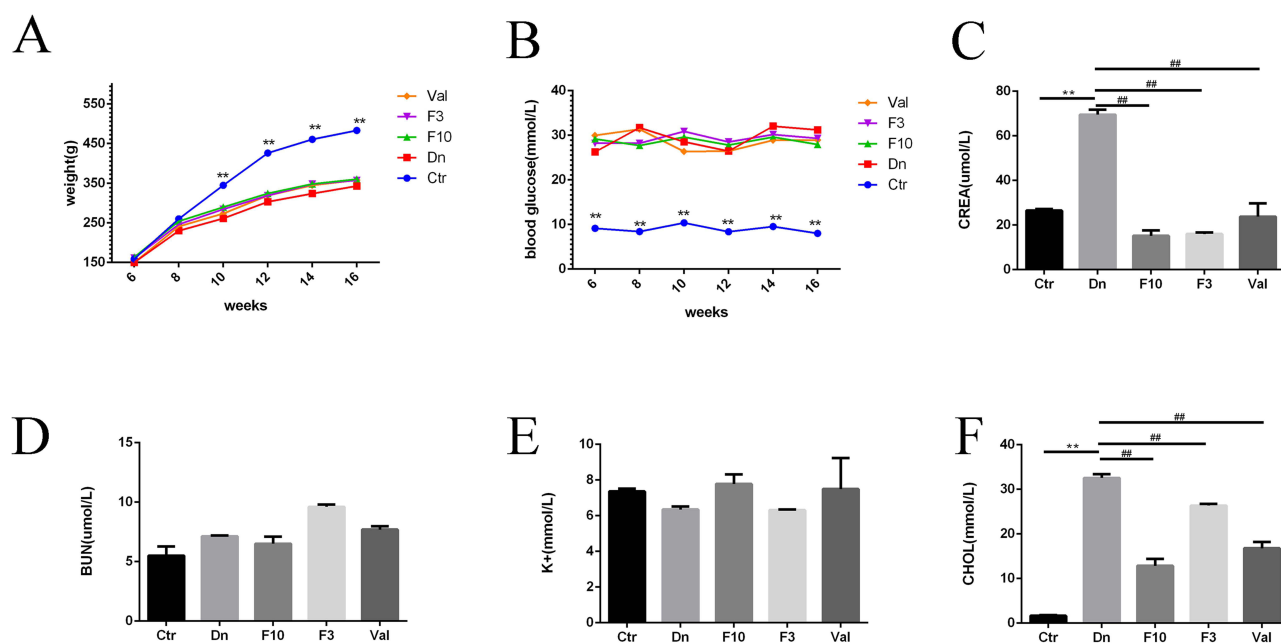 A
B
C
550
450
350
250
150
weight(g)
6
8
10
12
14
16
weeks
**
**
**
**
Val
F3
F10
Dn
Ctr
40
30
20
10
0
blood glucose(mmol/L)
6
8
10
12
14
16
weeks
**
**
**
**
**
**
Val
F3
F10
Dn
Ctr
80
60
40
20
0
CREA(umol/L)
##
##
**
##
Ctr Dn F10 F3 Val
D
E
F
15
10
5
0
BUN(umol/L)
Ctr Dn F10 F3 Val
10
8
6
4
2
0
K+(mmol/L)
Ctr Dn F10 F3 Val
40
30
20
10
0
CHOL(mmol/L)
##
##
**
##
Ctr Dn F10 F3 Val